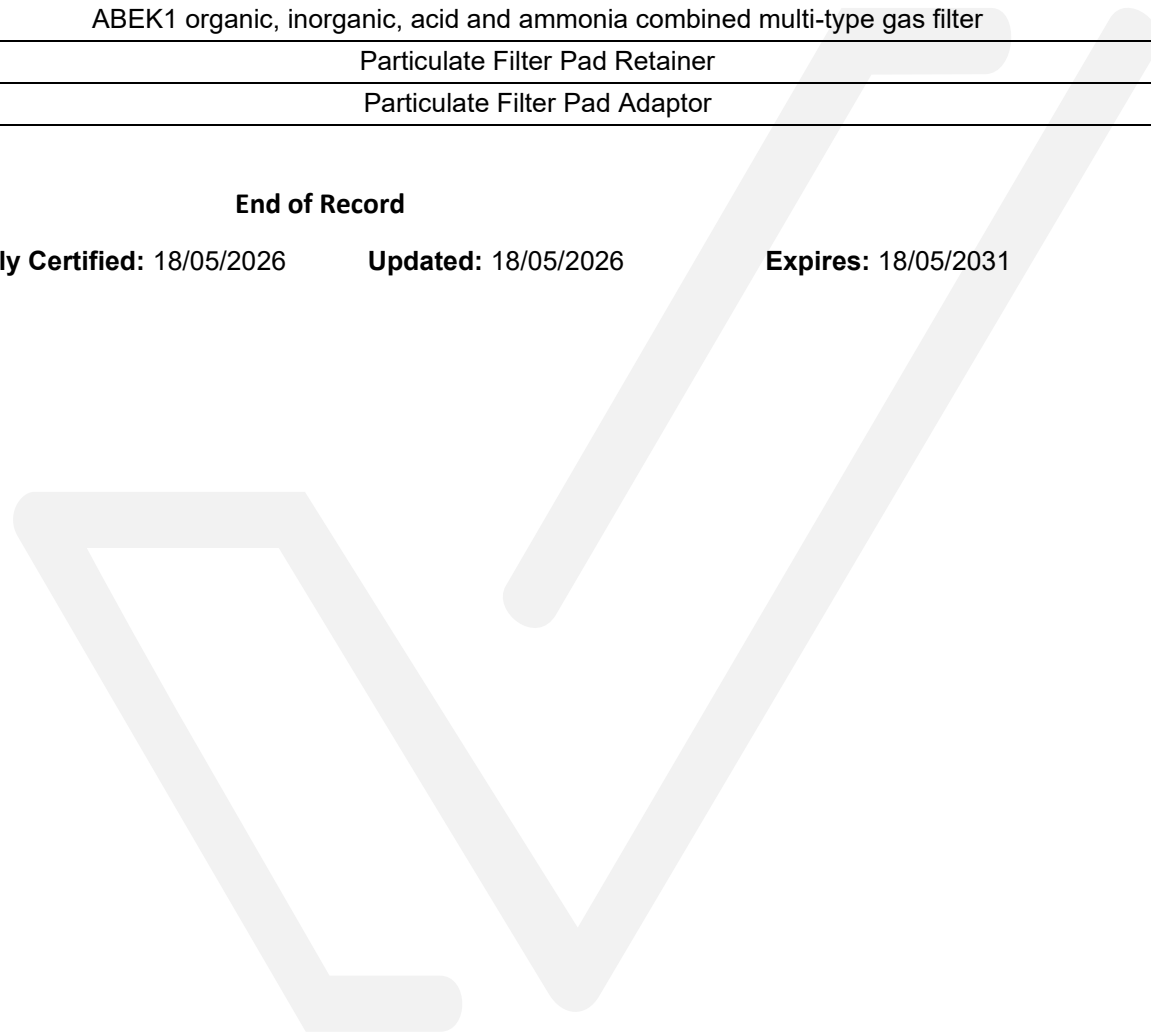 ABEK1 organic, inorganic, acid and ammonia combined multi-type gas filter
Particulate Filter Pad Retainer
Particulate Filter Pad Adaptor
End of Record
ly Certified: 18/05/2026 Updated: 18/05/2026 Expires: 18/05/2031